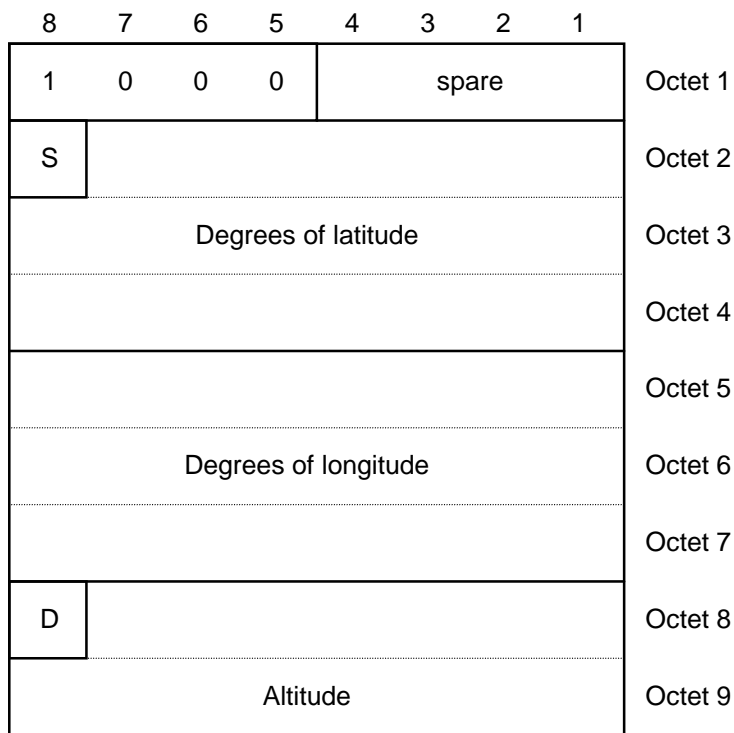 8 7 6 5 4 3 2 1
1 0 0 0 spare Octet 1
S Octet 2
Degrees of latitude Octet 3
Octet 4
Octet 5
Degrees of longitude Octet 6
Octet 7
D Octet 8
Altitude Octet 9